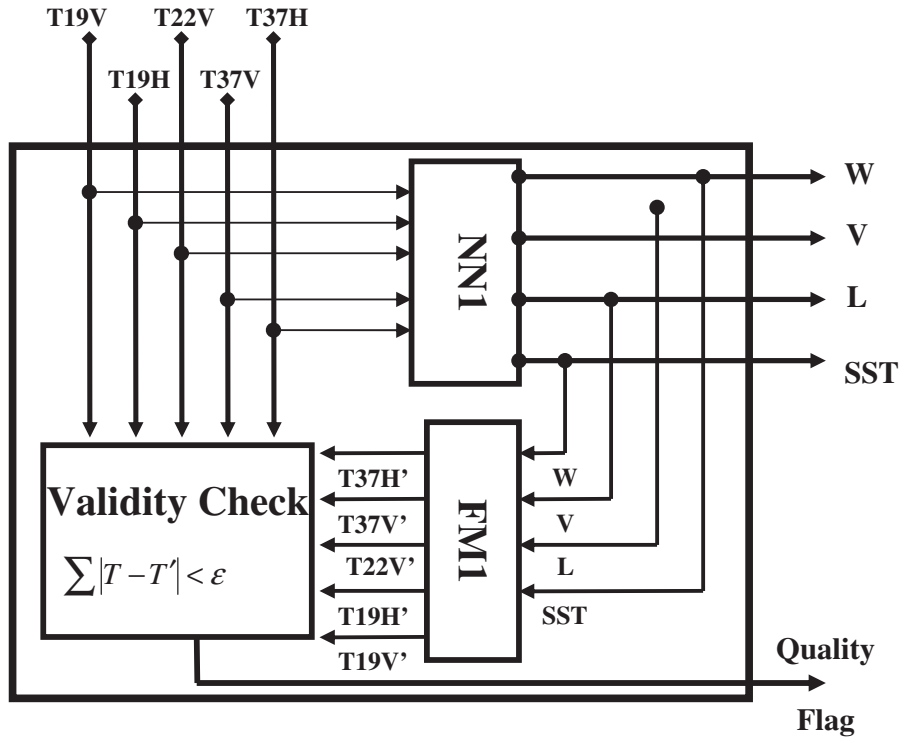 T19V T22V T37H
T19H T37V
W
V
NN1
L
SST
Validity Check
∑|T − T′| < ε
FM1
T37H’ W
T37V’ V
T22V’ L
T19H’ SST
T19V’
Quality
Flag